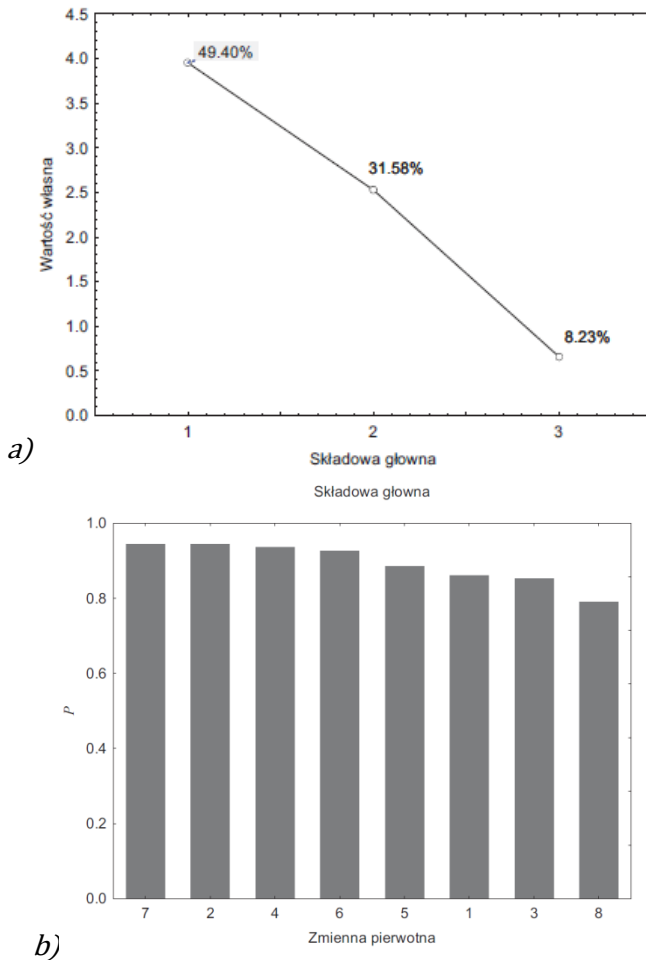 4.5
4.0
3.5
3.0
2.5
2.0
1.5
1.0
0.5
0.0
Wartość własna
49.40%
31.58%
8.23%
1 2 3
Składowa głowna
a)
Składowa głowna
1.0
0.8
0.6
0.4
0.2
0.0
P
7 2 4 6 5 1 3 8
Zmienna pierwotna
b)